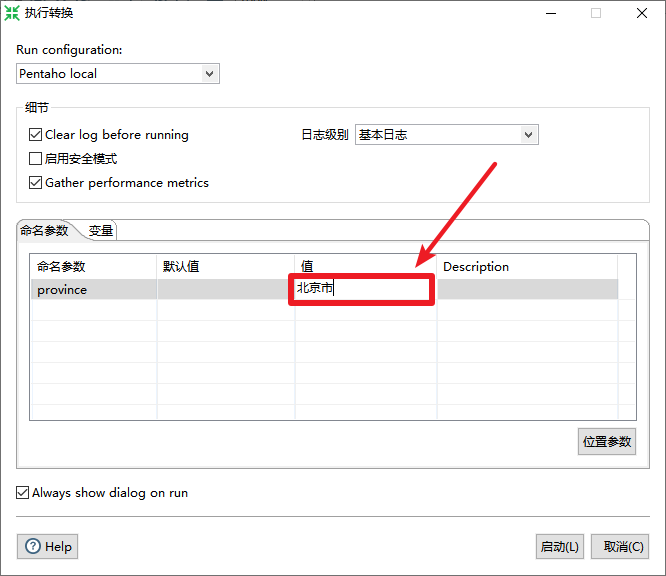 执行转换
Run configuration:
Pentaho local
细节
Clear log before running
日志级别 基本日志
启用安全模式
Gather performance metrics
命名参数 变量
命名参数 默认值 值 Description
province 北京市
位置参数
Always show dialog on run
Help 启动(L) 取消(C)